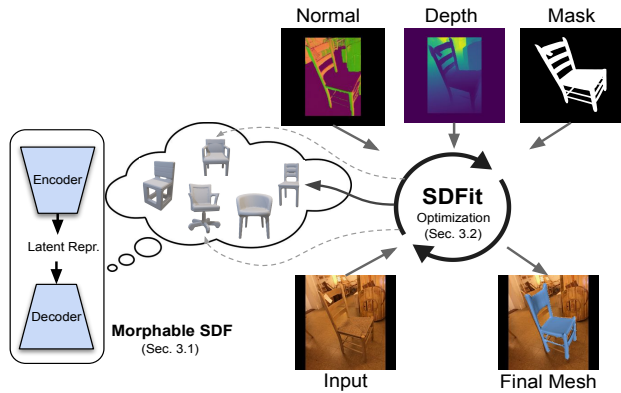 Normal
Depth
Mask
Encoder
Latent Repr.
Decoder
Morphable SDF
(Sec. 3.1)
SDFit
Optimization
(Sec. 3.2)
Input
Final Mesh